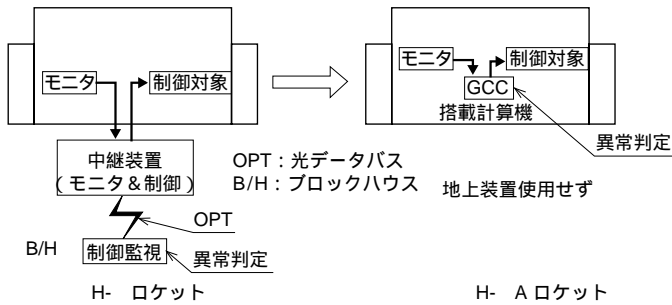 モニタ
制御対象
中継装置
(モニタ&制御)
OPT
B/H
制御監視
異常判定
H- ロケット
OPT:光データバス
B/H:ブロックハウス
モニタ
制御対象
GCC
搭載計算機
異常判定
地上装置使用せず
H- A ロケット